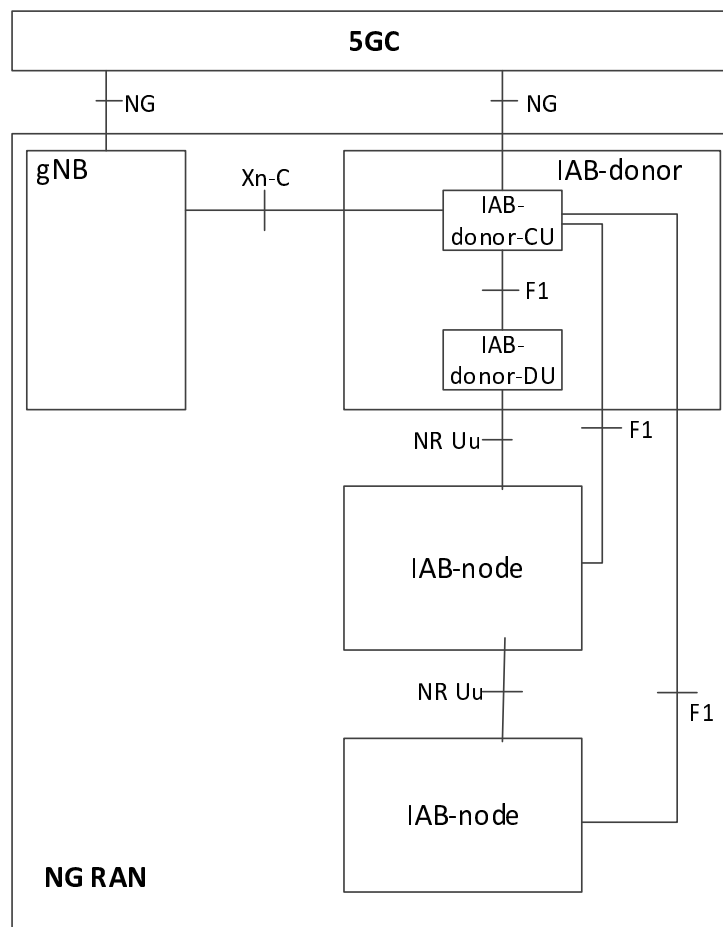 5GC
NG
NG
gNB
IAB-donor
Xn-C
IAB-
donor-CU
F1
IAB-
donor-DU
NR Uu
F1
IAB-node
NR Uu
F1
IAB-node
NG RAN